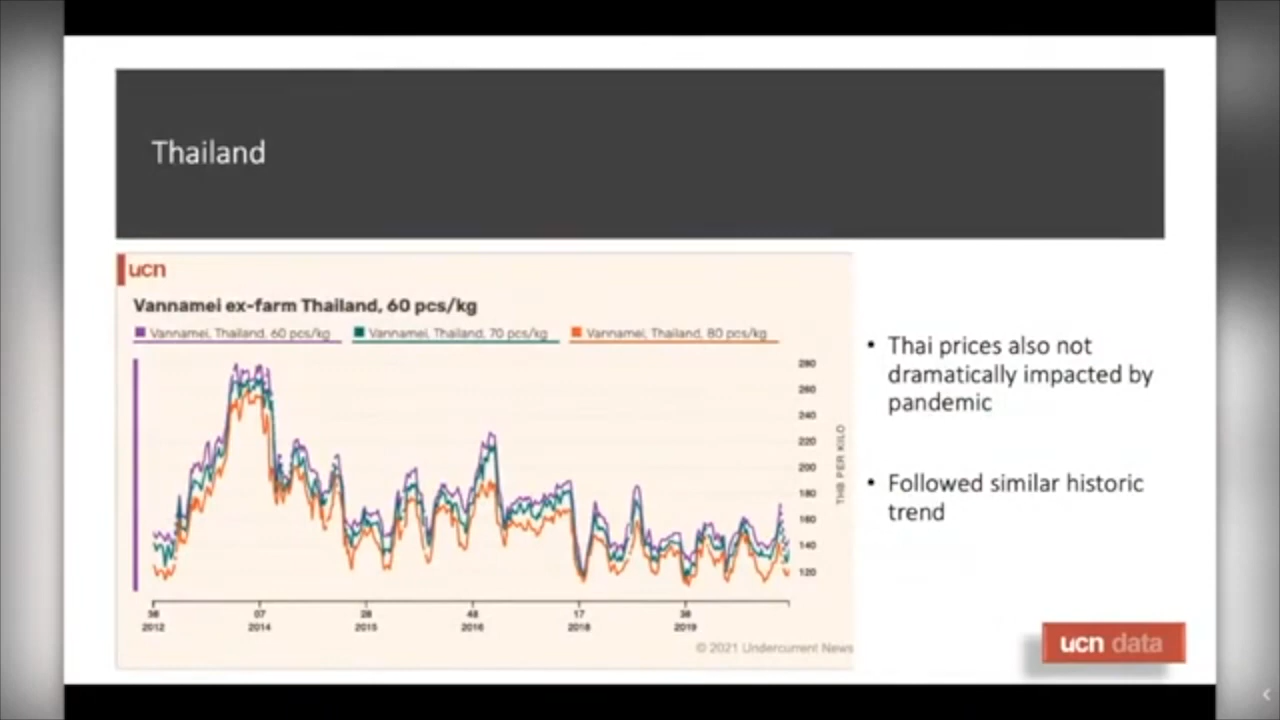 Thailand
ucn
Vannamei ex-farm Thailand, 60 pcs/kg
Vannamei, Thailand, 60 pcs/kg
Vannamei, Thailand, 70 pcs/kg
Vannamei, Thailand, 80 pcs/kg
280
260
240
220
200
180
160
140
120
THB PER KILO
07
28
48
17
2012
2014
2015
2016
2018
2019
© 2021 Undercurrent News
• Thai prices also not
dramatically impacted by
pandemic
• Followed similar historic
trend
ucn data